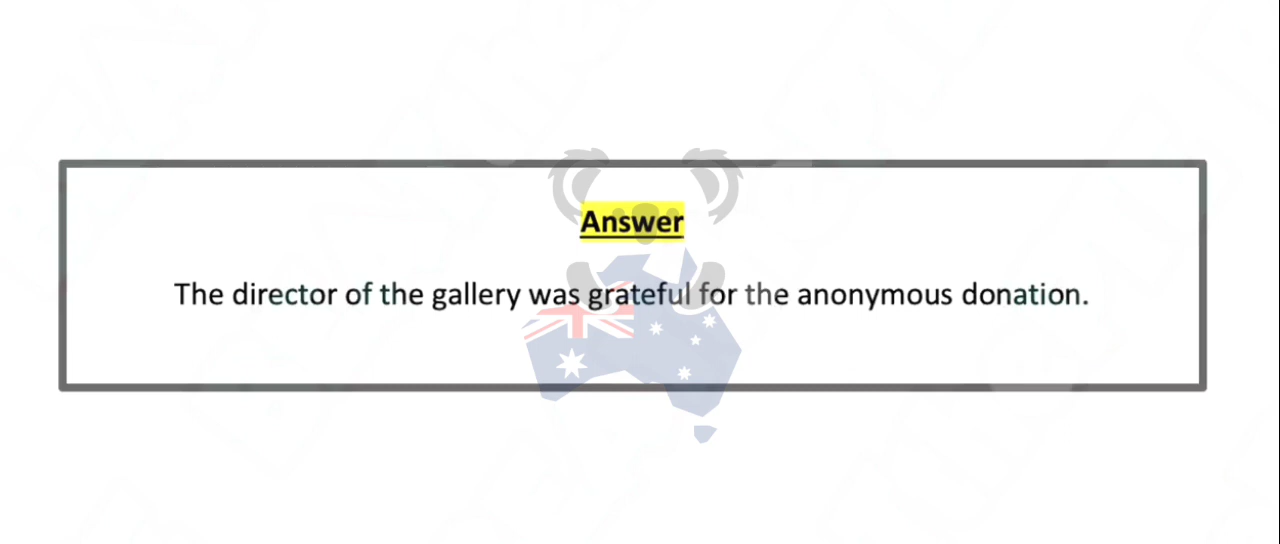 Answer
The director of the gallery was grateful for the anonymous donation.